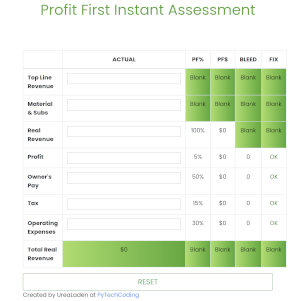 Profit First Instant Assessment
ACTUAL PF% PF$ BLEED FIX
Top Line Revenue Blank Blank Blank Blank
Material & Subs Blank Blank Blank Blank
Real Revenue 100% $0 Blank Blank
Profit 5% $0 0 OK
Owner's Pay 50% $0 0 OK
Tax 15% $0 0 OK
Operating Expenses 30% $0 0 OK
Total Real Revenue $0 Blank Blank Blank Blank
RESET
Created by UreaLaden at PyTechCoding